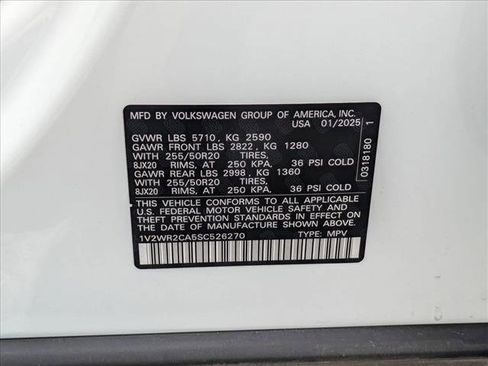 MFD BY VOLKSWAGEN GROUP OF AMERICA, INC.
USA 01/2025
GVWR LBS 5710, KG 2590
GAWR FRONT LBS 2822, KG 1280
WITH 255/50R20 TIRES,
8JX20 RIMS, AT 250 KPA, 36 PSI COLD
GAWR REAR LBS 2998, KG 1360
WITH 255/50R20 TIRES,
8JX20 RIMS, AT 250 KPA, 36 PSI COLD
THIS VEHICLE CONFORMS TO ALL APPLICABLE
U.S. FEDERAL MOTOR VEHICLE SAFETY AND
THEFT PREVENTION STANDARDS IN EFFECT ON
THE DATE OF MANUFACTURE SHOWN ABOVE.
1V2WR2CA5SC526270 TYPE: MPV
0318180 1